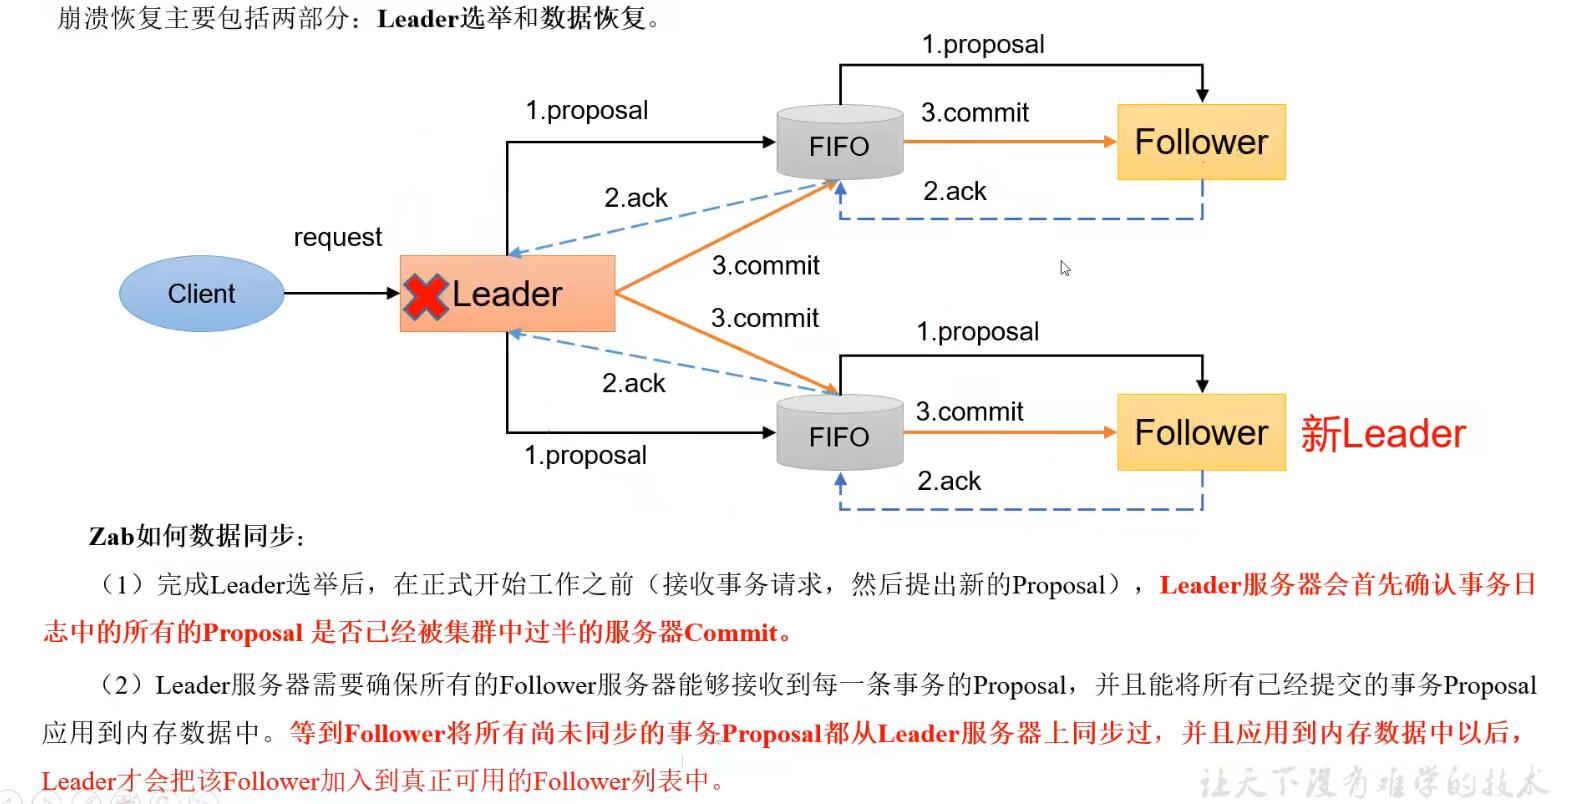 崩溃恢复主要包括两部分：Leader选举和数据恢复。
1.proposal
1.proposal
3.commit
FIFO
Follower
2.ack
2.ack
request
3.commit
Client
Leader
3.commit
1.proposal
2.ack
3.commit
FIFO
Follower
新Leader
1.proposal
2.ack
Zab如何数据同步：
（1）完成Leader选举后，在正式开始工作之前（接收事务请求，然后提出新的Proposal），Leader服务器会首先确认事务日
志中的所有的Proposal 是否已经被集群中过半的服务器Commit。
（2）Leader服务器需要确保所有的Follower服务器能够接收到每一条事务的Proposal，并且能将所有已经提交的事务Proposal
应用到内存数据中。等到Follower将所有尚未同步的事务Proposal都从Leader服务器上同步过，并且应用到内存数据中以后，
Leader才会把该Follower加入到真正可用的Follower列表中。
让天下没有难学的技术